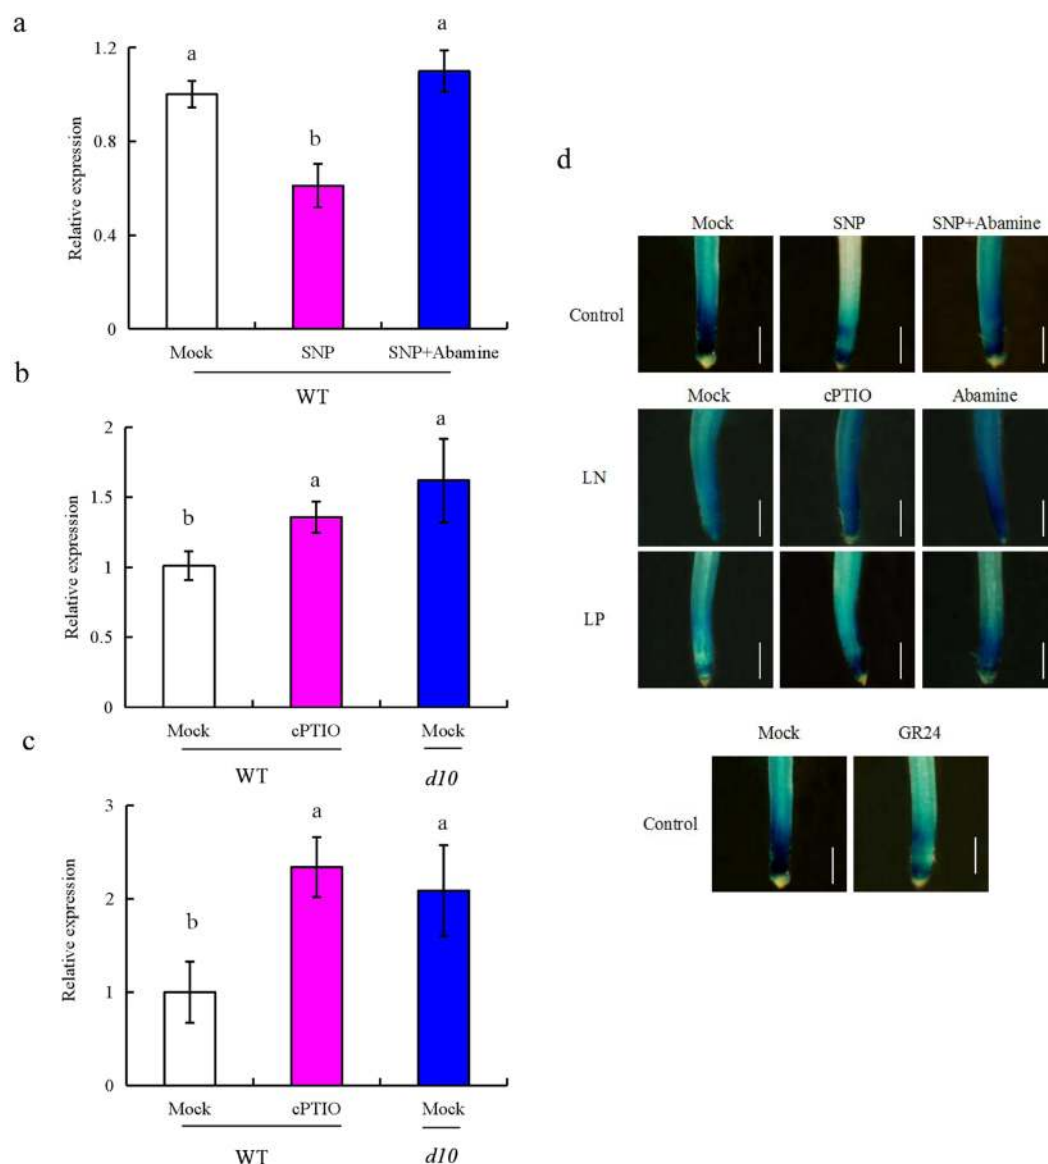 a
a
a
b
1.2
0.8
0.4
0
Relative expression
Mock
SNP
SNP+Abamine
WT
b
b
a
a
2
1.5
1
0.5
0
Relative expression
Mock
cPTIO
Mock
WT
d10
c
b
a
a
3
2
1
0
Relative expression
Mock
cPTIO
Mock
WT
d10
d
Mock
SNP
SNP+Abamine
Control
Mock
cPTIO
Abamine
LN
LP
Mock
GR24
Control